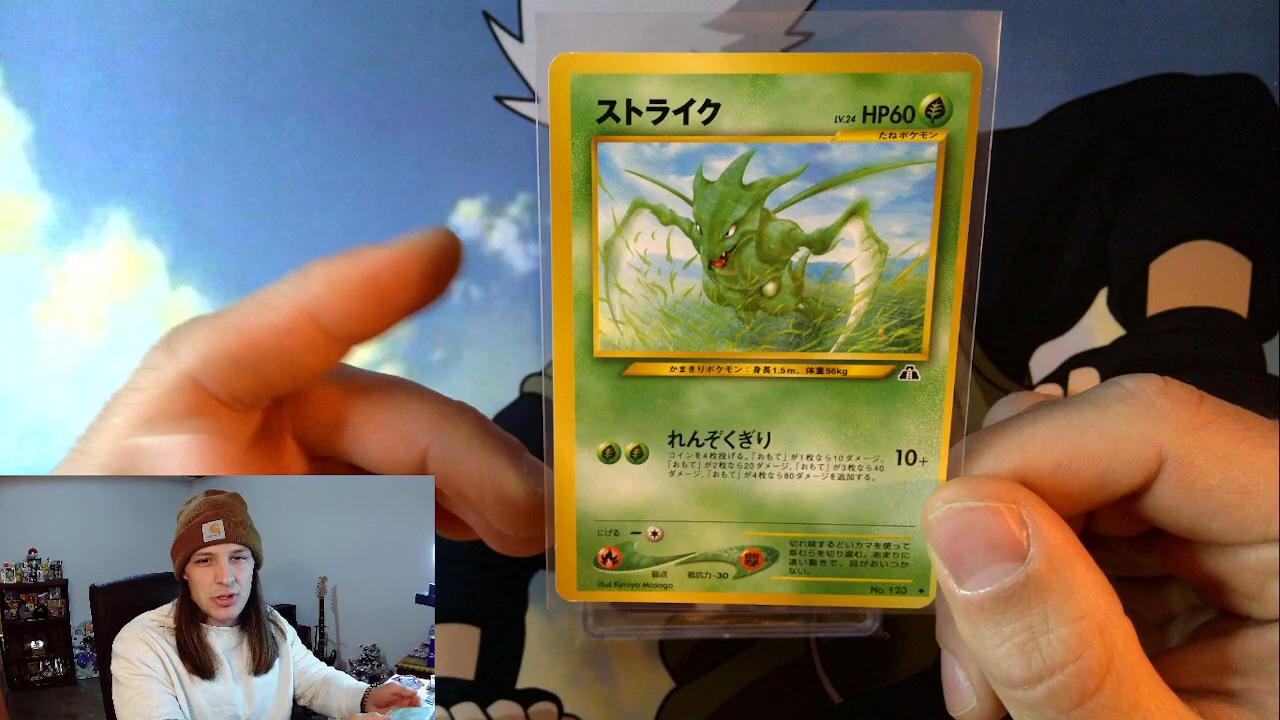 ストライク
LV.24 HP60
たねポケモン
かまきりポケモン：身長1.5m、体重56kg
れんぞくぎり
10+
コインを4枚投げる。「おもて」が1枚なら10ダメージ、
「おもて」が2枚なら20ダメージ、「おもて」が3枚なら40
ダメージ、「おもて」が4枚なら80ダメージを追加する。
にげる
弱点 抵抗力-30
切れ味するどいカマを使って
草むらを切り進む。あまりに
速い動きで、目がおいつか
ない。
illus. Kimiya Masago
No. 123